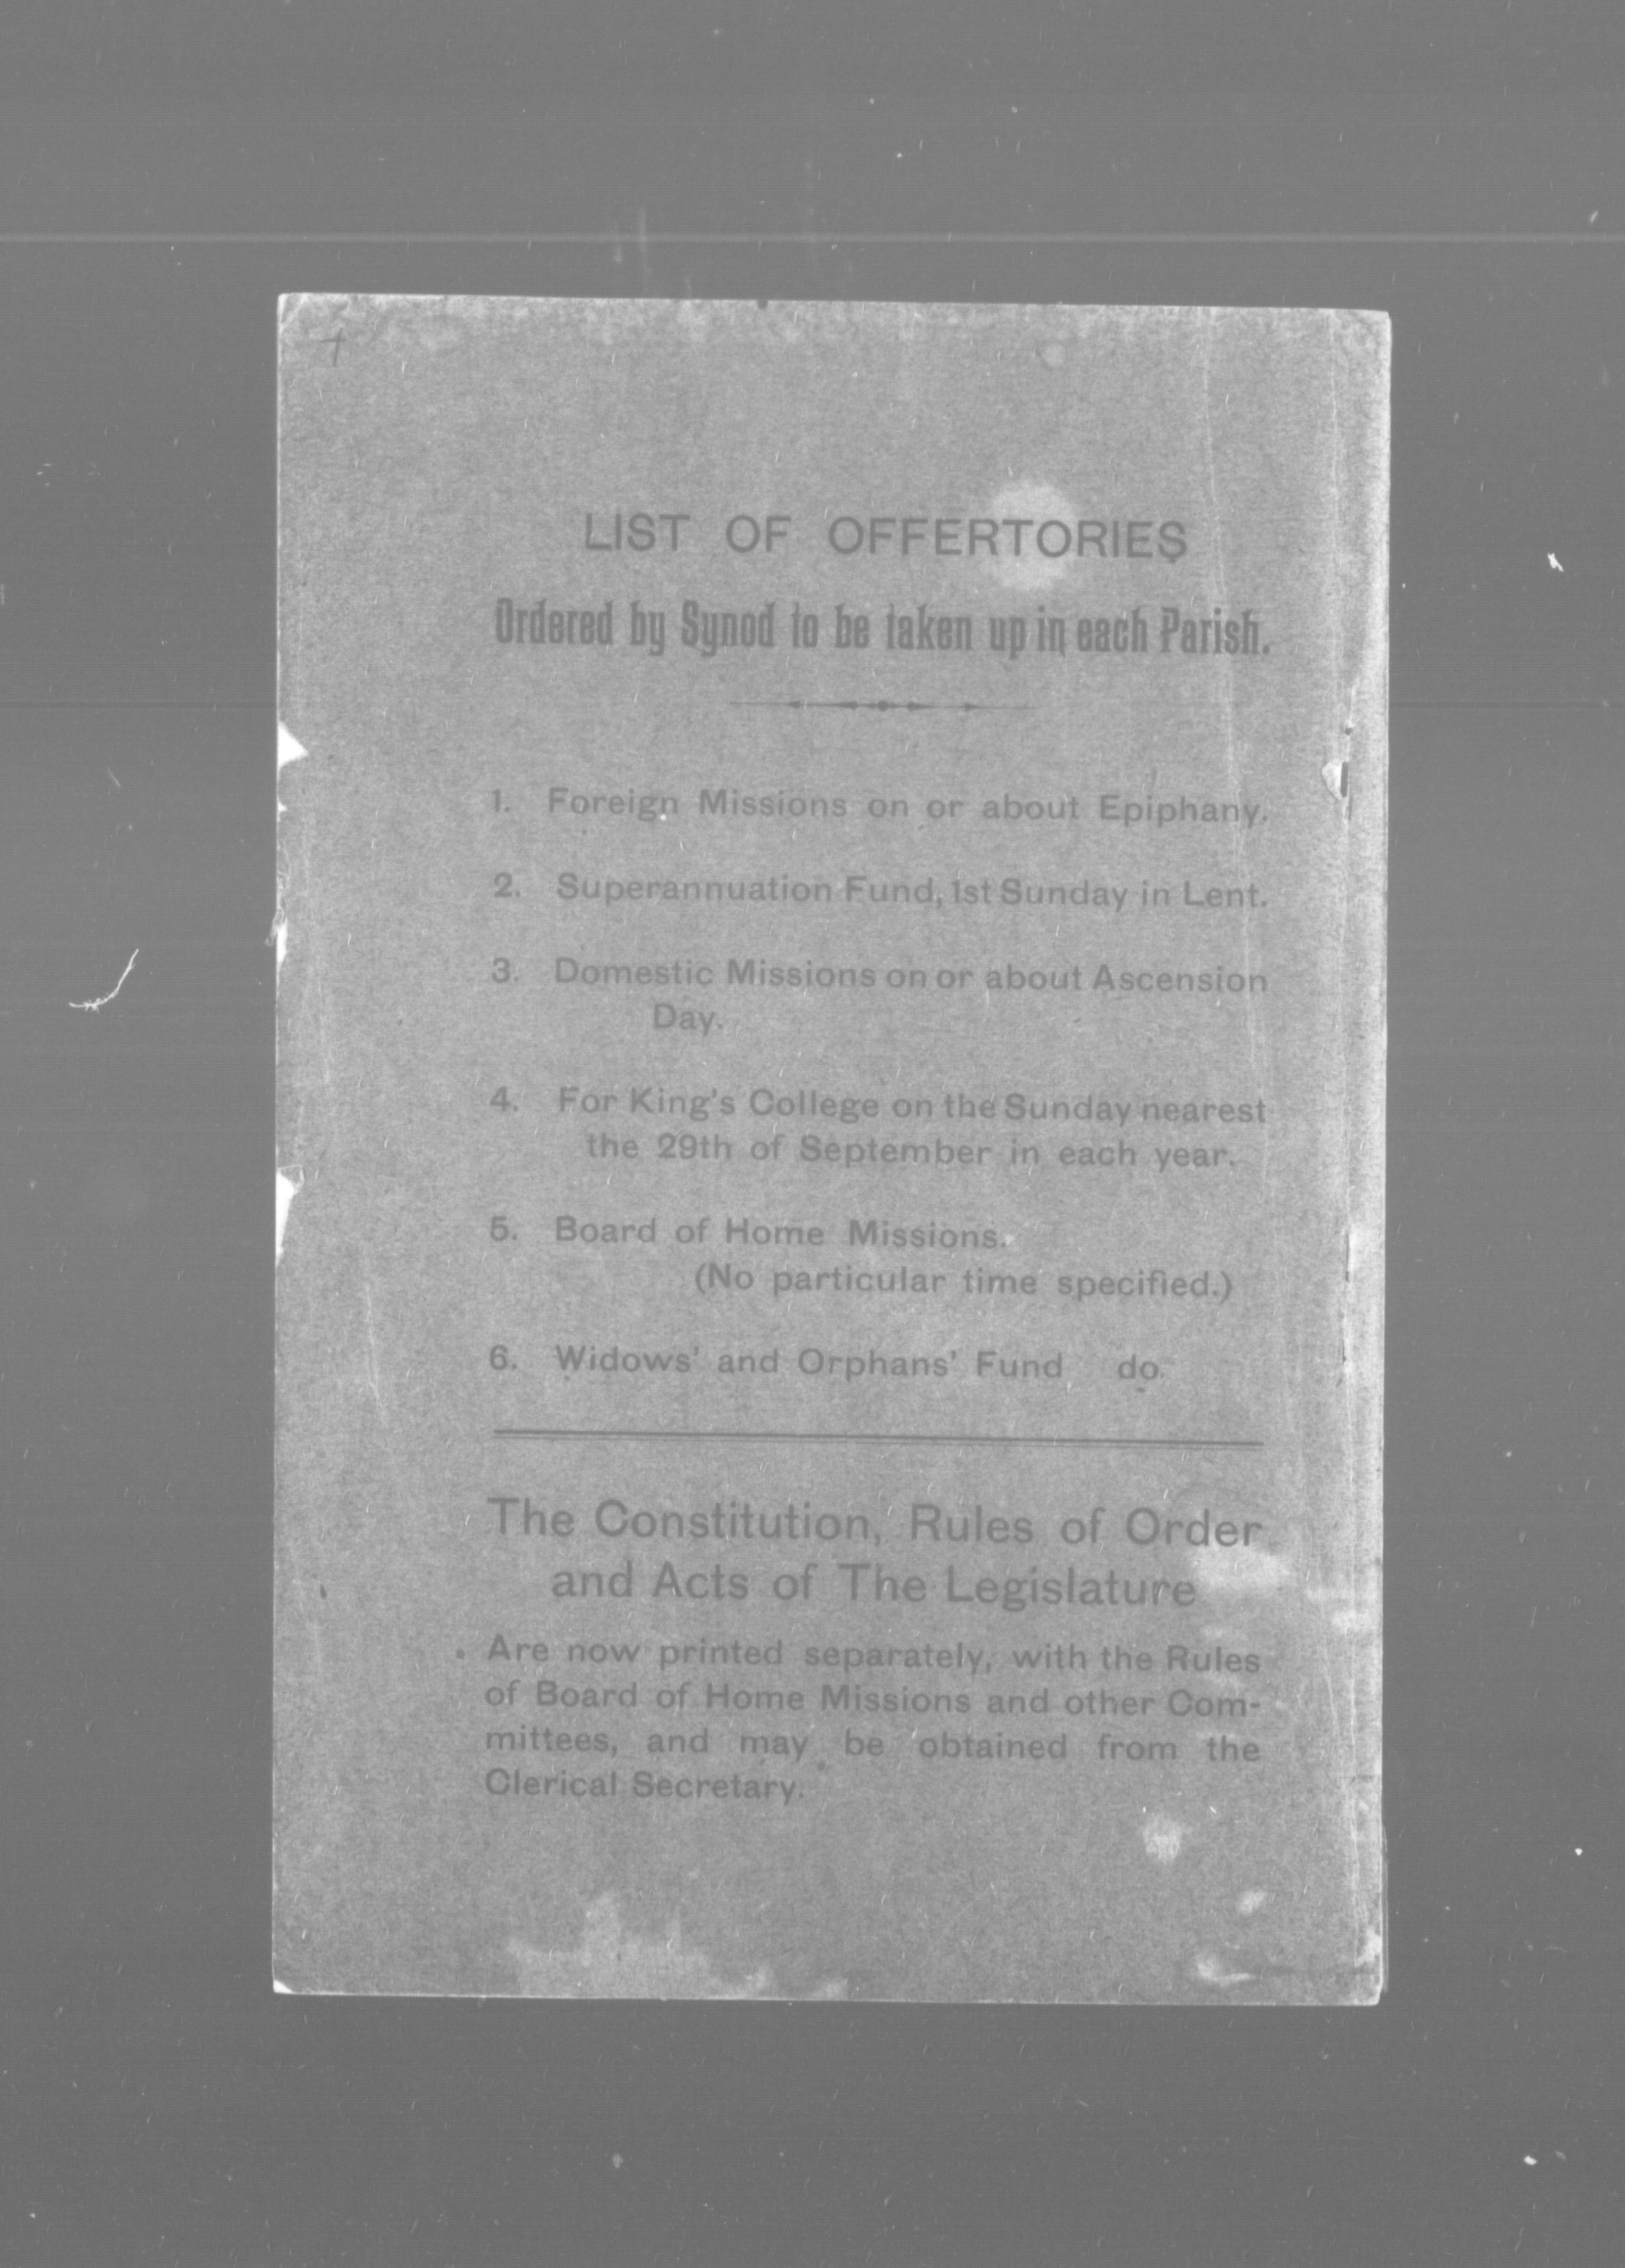 LIST OF OFFERTORIES
Ordered by Synod to be taken up in each Parish.
1. Foreign Missions on or about Epiphany.
2. Superannuation Fund, 1st Sunday in Lent.
3. Domestic Missions on or about Ascension
Day.
4. For King's College on the Sunday nearest
the 29th of September in each year.
5. Board of Home Missions.
(No particular time specified.)
6. Widows' and Orphans' Fund do.
The Constitution, Rules of Order
and Acts of The Legislature
Are now printed separately, with the Rules
of Board of Home Missions and other Com-
mittees, and may be obtained from the
Clerical Secretary.